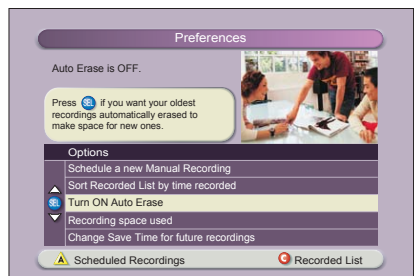 Preferences
Auto Erase is OFF.
Press SEL if you want your oldest
recordings automatically erased to
make space for new ones.
Options
Schedule a new Manual Recording
Sort Recorded List by time recorded
SEL Turn ON Auto Erase
Recording space used
Change Save Time for future recordings
A Scheduled Recordings C Recorded List